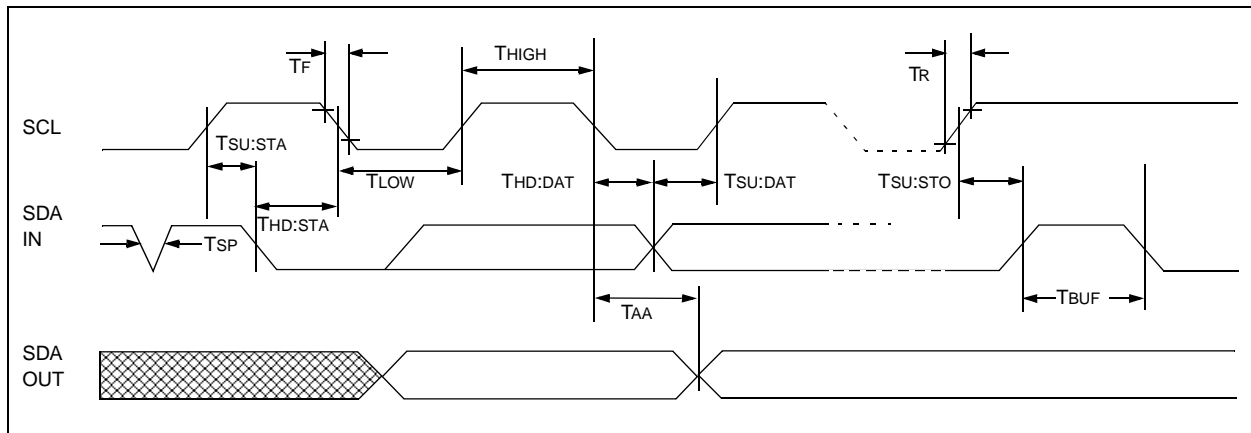 TF
THIGH
TR
SCL
TSU:STA
TLOW
THD:DAT
TSU:DAT
TSU:STO
SDA
IN
TSP
THD:STA
TAA
TBUF
SDA
OUT